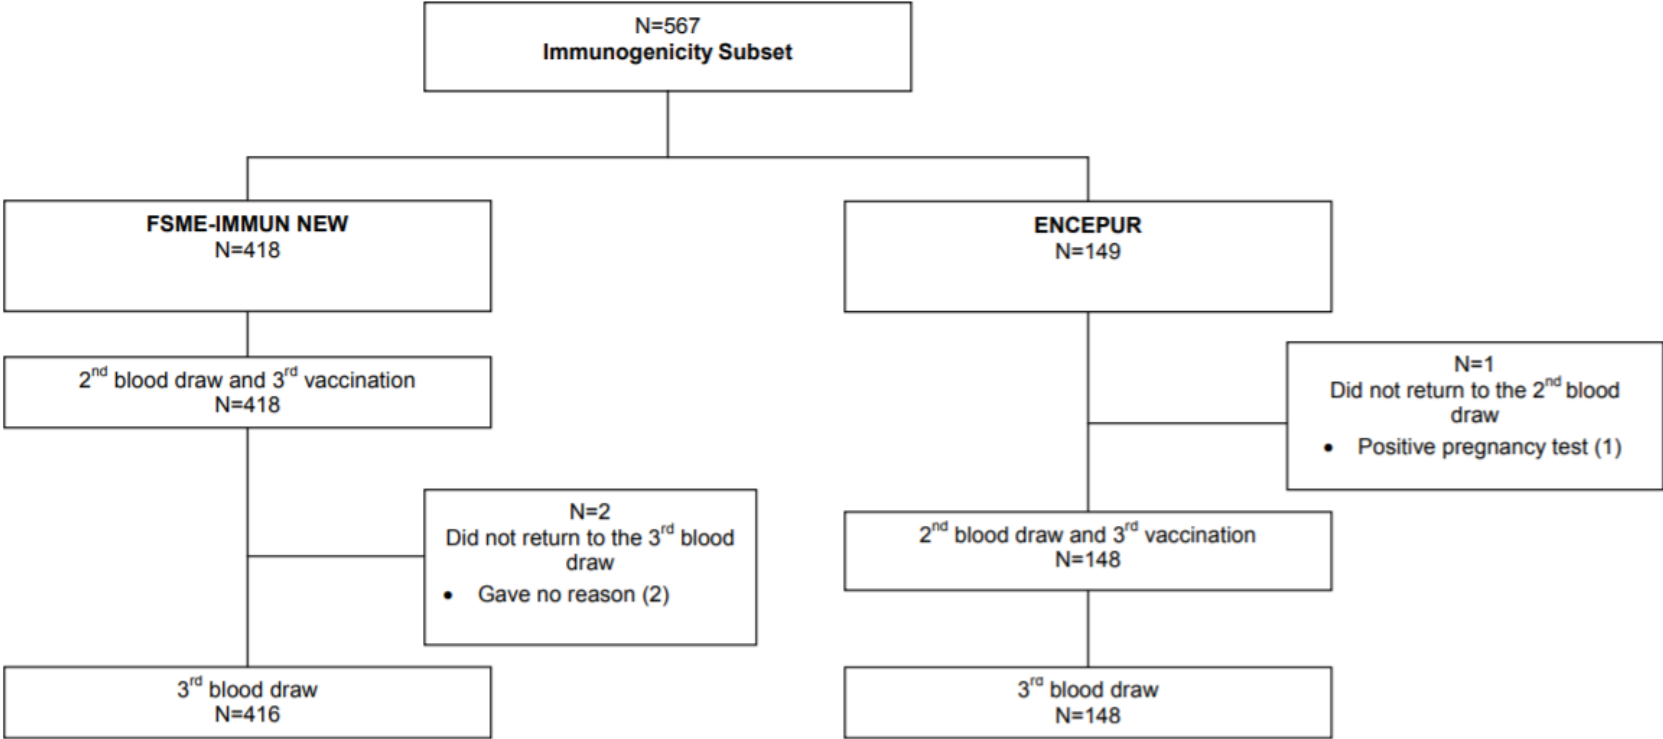 N=567
Immunogenicity Subset
FSME-IMMUN NEW
N=418
ENCEPUR
N=149
2nd blood draw and 3rd vaccination
N=418
N=1
Did not return to the 2nd blood
draw
• Positive pregnancy test (1)
N=2
Did not return to the 3rd blood
draw
• Gave no reason (2)
2nd blood draw and 3rd vaccination
N=148
3rd blood draw
N=416
3rd blood draw
N=148